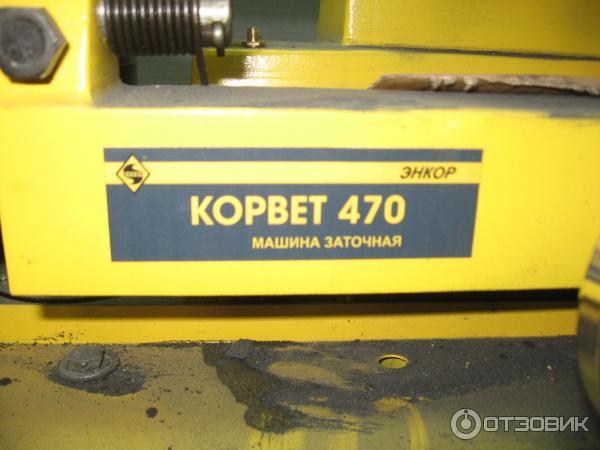 ЭНКОР
КОРВЕТ 470
МАШИНА ЗАТОЧНАЯ
ОТЗОВИК